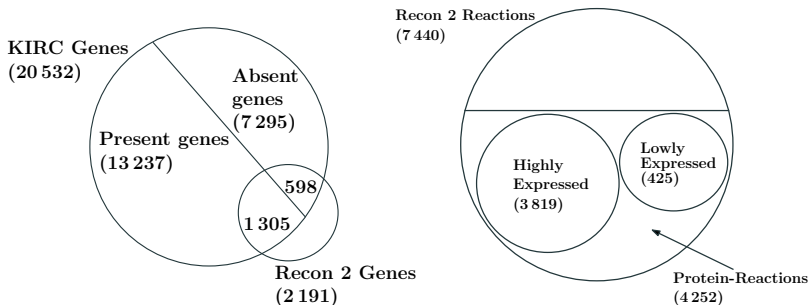 KIRC Genes
(20 532)
Absent
genes
(7 295)
Present genes
(13 237)
598
1 305
Recon 2 Genes
(2 191)
Recon 2 Reactions
(7 440)
Highly
Expressed
(3 819)
Lowly
Expressed
(425)
Protein-Reactions
(4 252)